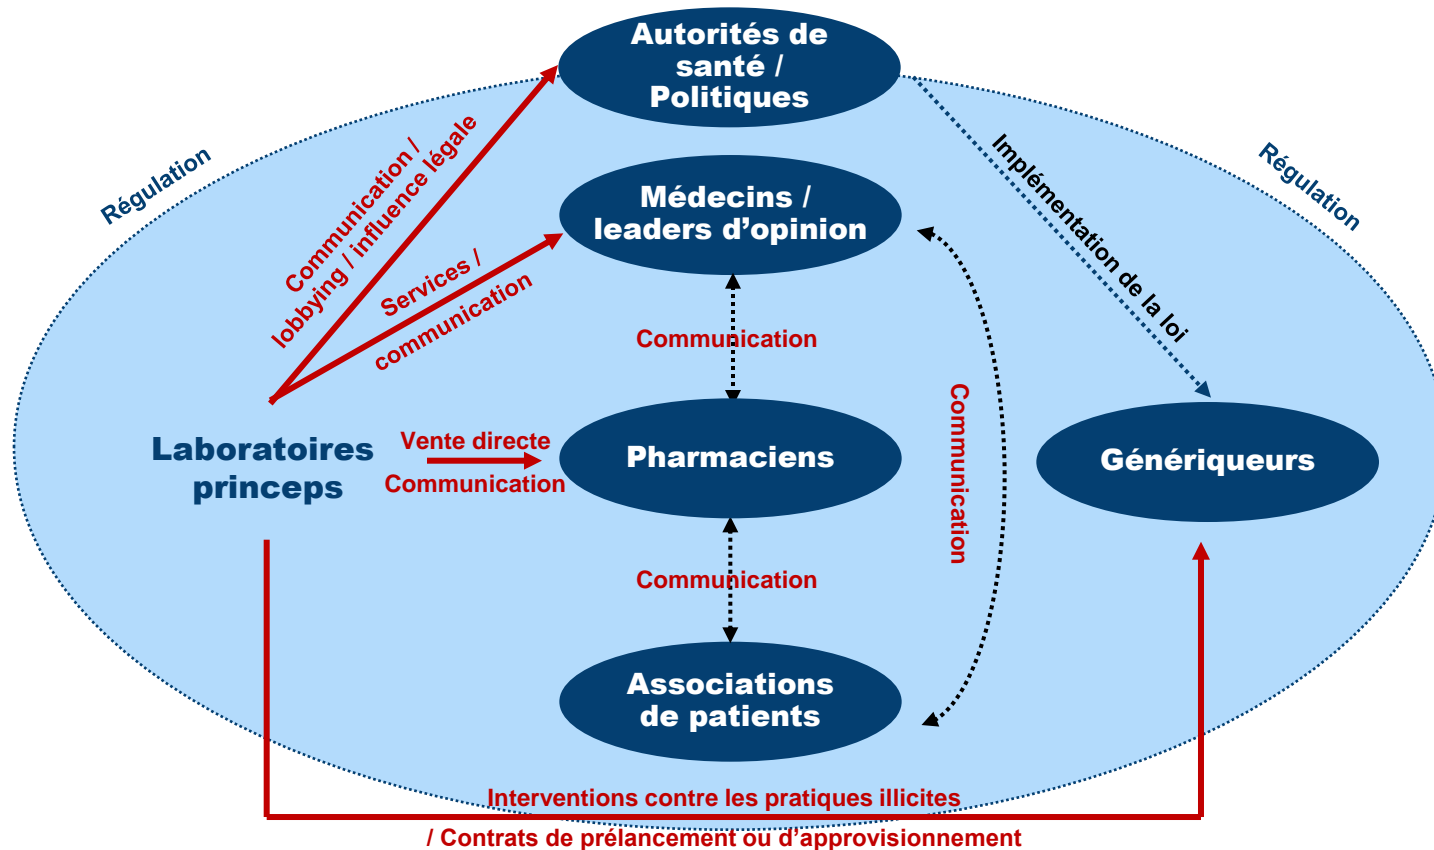 Autorités de
santé /
Politiques
Régulation
Régulation
Communication /
lobbying / influence légale
Implémentation de la loi
Médecins /
leaders d’opinion
Services /
communication
Communication
Communication
Laboratoires
princeps
Vente directe
Communication
Pharmaciens
Génériqueurs
Communication
Associations
de patients
Interventions contre les pratiques illicites
/ Contrats de prélancement ou d’approvisionnement